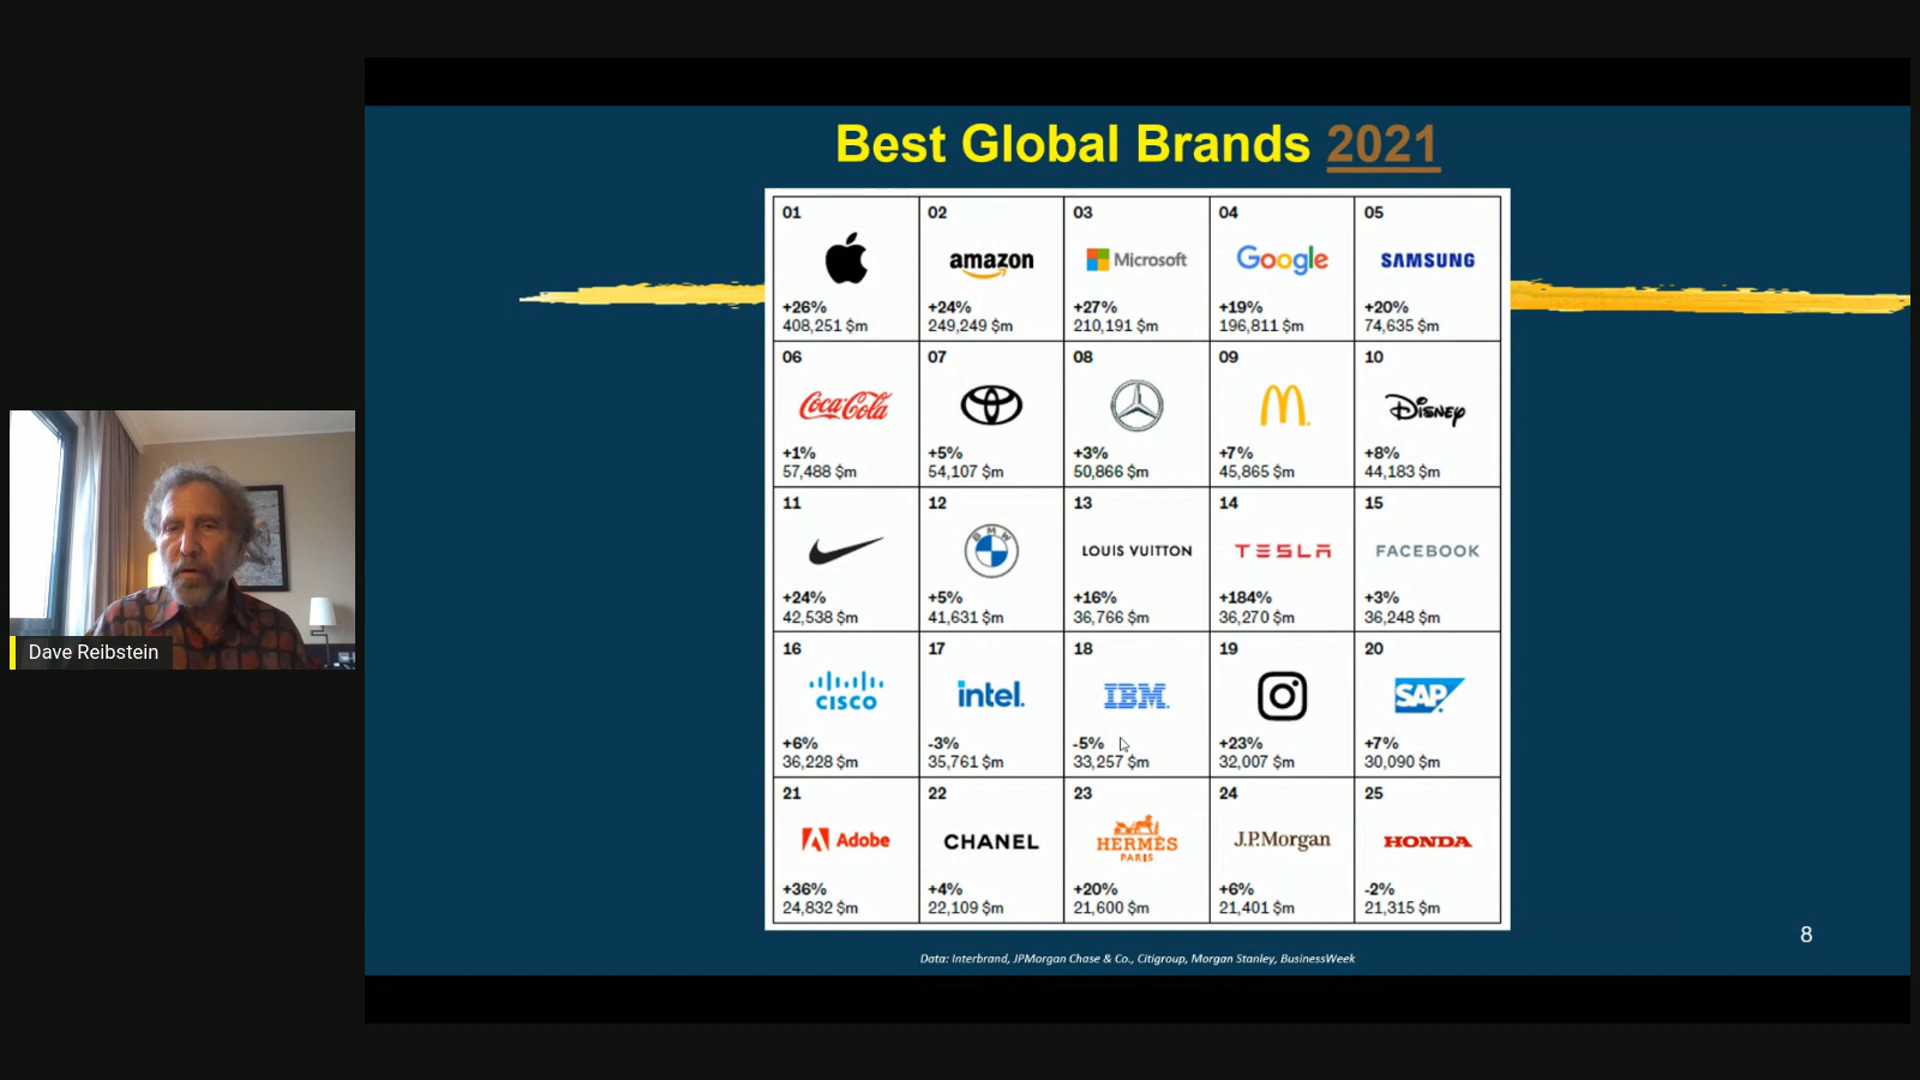 Best Global Brands 2021
01
+26%
408,251 $m
02
amazon
+24%
249,249 $m
03
Microsoft
+27%
210,191 $m
04
Google
+19%
196,811 $m
05
SAMSUNG
+20%
74,635 $m
06
Coca-Cola
+1%
57,488 $m
07
+5%
54,107 $m
08
+3%
50,866 $m
09
+7%
45,865 $m
10
Disney
+8%
44,183 $m
11
+24%
42,538 $m
12
BMW
+5%
41,631 $m
13
LOUIS VUITTON
+16%
36,766 $m
14
TESLA
+184%
36,270 $m
15
FACEBOOK
+3%
36,248 $m
16
CISCO
+6%
36,228 $m
17
intel.
-3%
35,761 $m
18
IBM.
-5%
33,257 $m
19
+23%
32,007 $m
20
SAP
+7%
30,090 $m
21
Adobe
+36%
24,832 $m
22
CHANEL
+4%
22,109 $m
23
HERMÈS
PARIS
+20%
21,600 $m
24
J.P.Morgan
+6%
21,401 $m
25
HONDA
-2%
21,315 $m
Data: Interbrand, JPMorgan Chase & Co., Citigroup, Morgan Stanley, BusinessWeek
8
Dave Reibstein